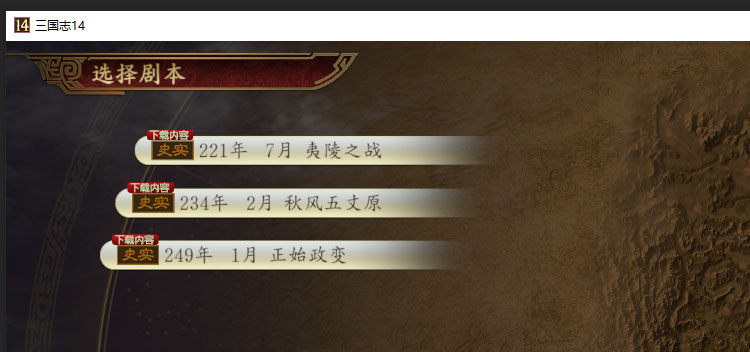 14 三国志14
选择剧本
下载内容
史实 221年 7月 夷陵之战
下载内容
史实 234年 2月 秋风五丈原
下载内容
史实 249年 1月 正始政变